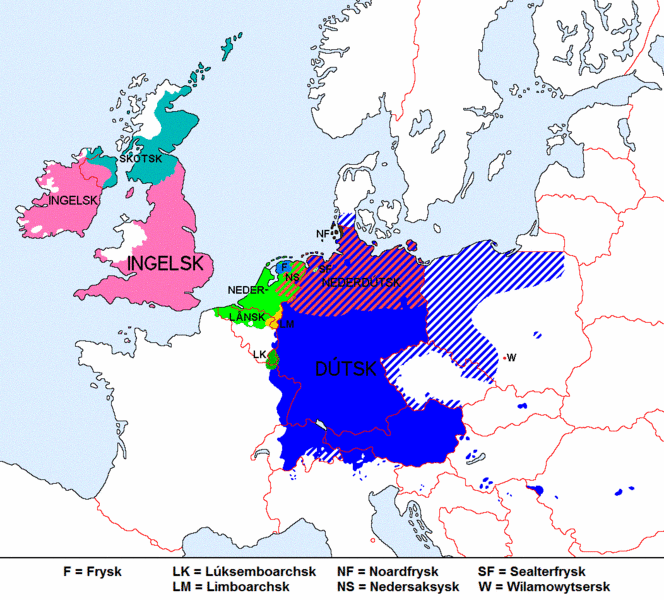 SKOTSK
INGELSK
INGELSK
NF
SF
F
NS
NEDERDÚTSK
NEDER-
LÂNSK
LM
LK
DÚTSK
W
F = Frysk LK = Lúksemboarchsk NF = Noardfrysk SF = Sealterfrysk
LM = Limboarchsk NS = Nedersaksysk W = Wilamowytsersk